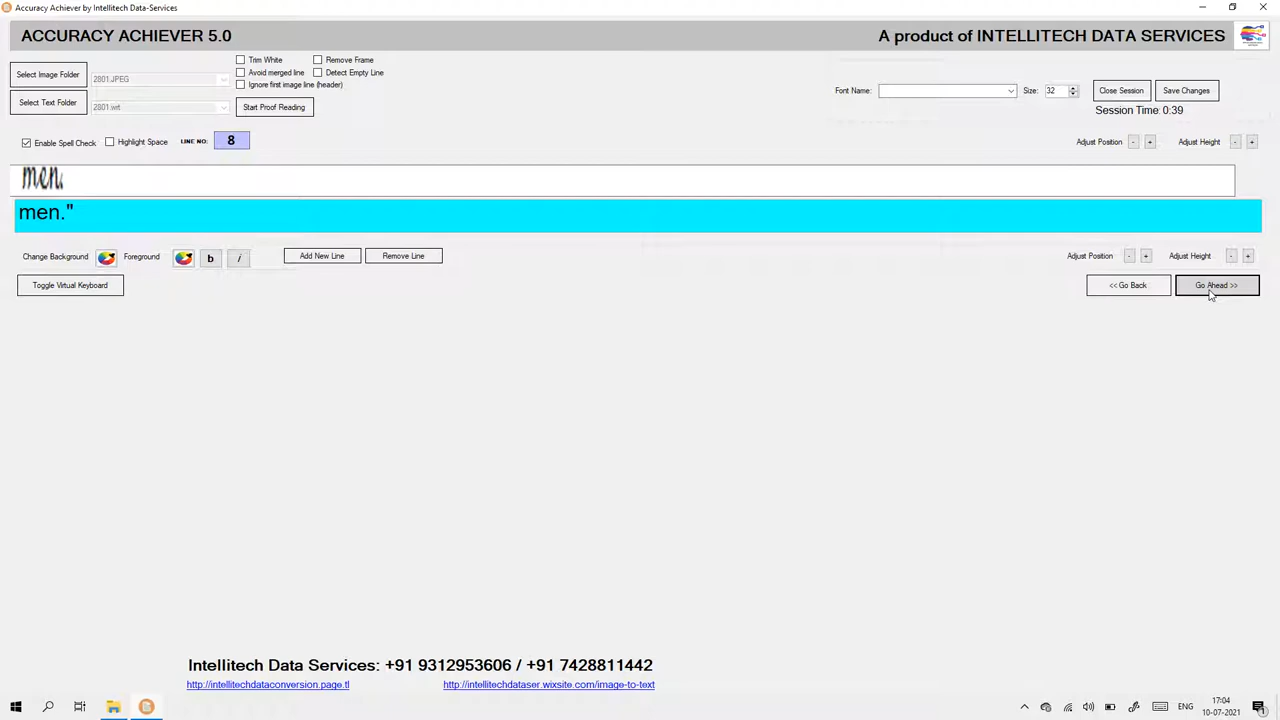 Accuracy Achiever by Intellitech Data-Services
ACCURACY ACHIEVER 5.0
A product of INTELLITECH DATA SERVICES
Select Image Folder
2801.JPEG
Trim White
Remove Frame
Avoid merged line
Detect Empty Line
Ignore first image line (header)
Select Text Folder
2801.wrt
Start Proof Reading
Font Name:
Size:
32
Close Session
Save Changes
Session Time: 0:39
Enable Spell Check
Highlight Space
LINE NO:
8
Adjust Position
-
+
Adjust Height
-
+
men.
men."
Change Background
Foreground
b
i
Add New Line
Remove Line
Adjust Position
-
+
Adjust Height
-
+
Toggle Virtual Keyboard
<< Go Back
Go Ahead >>
Intellitech Data Services: +91 9312953606 / +91 7428811442
http://intellitechdataconversion.page.tl
http://intellitechdataser.wixsite.com/image-to-text
ENG
17:04
10-07-2021
1